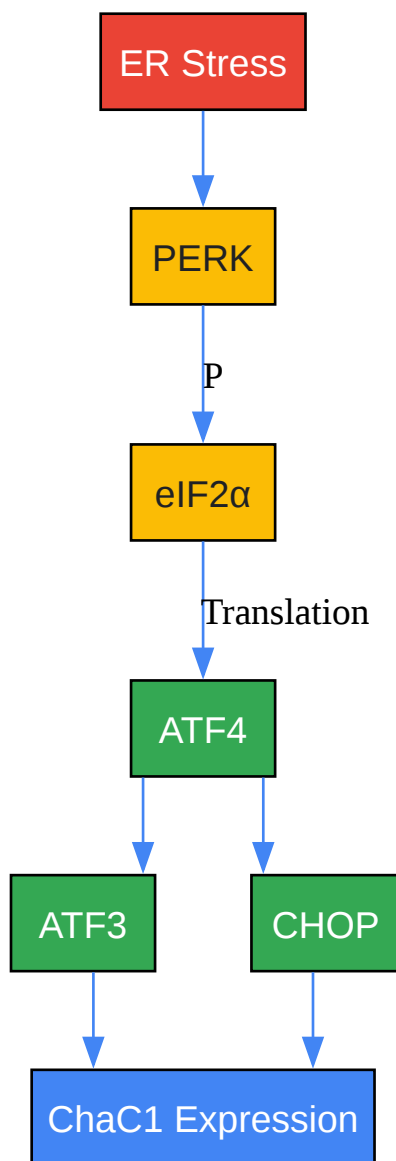 ER Stress
PERK
P
eIF2α
Translation
ATF4
ATF3
CHOP
ChaC1 Expression